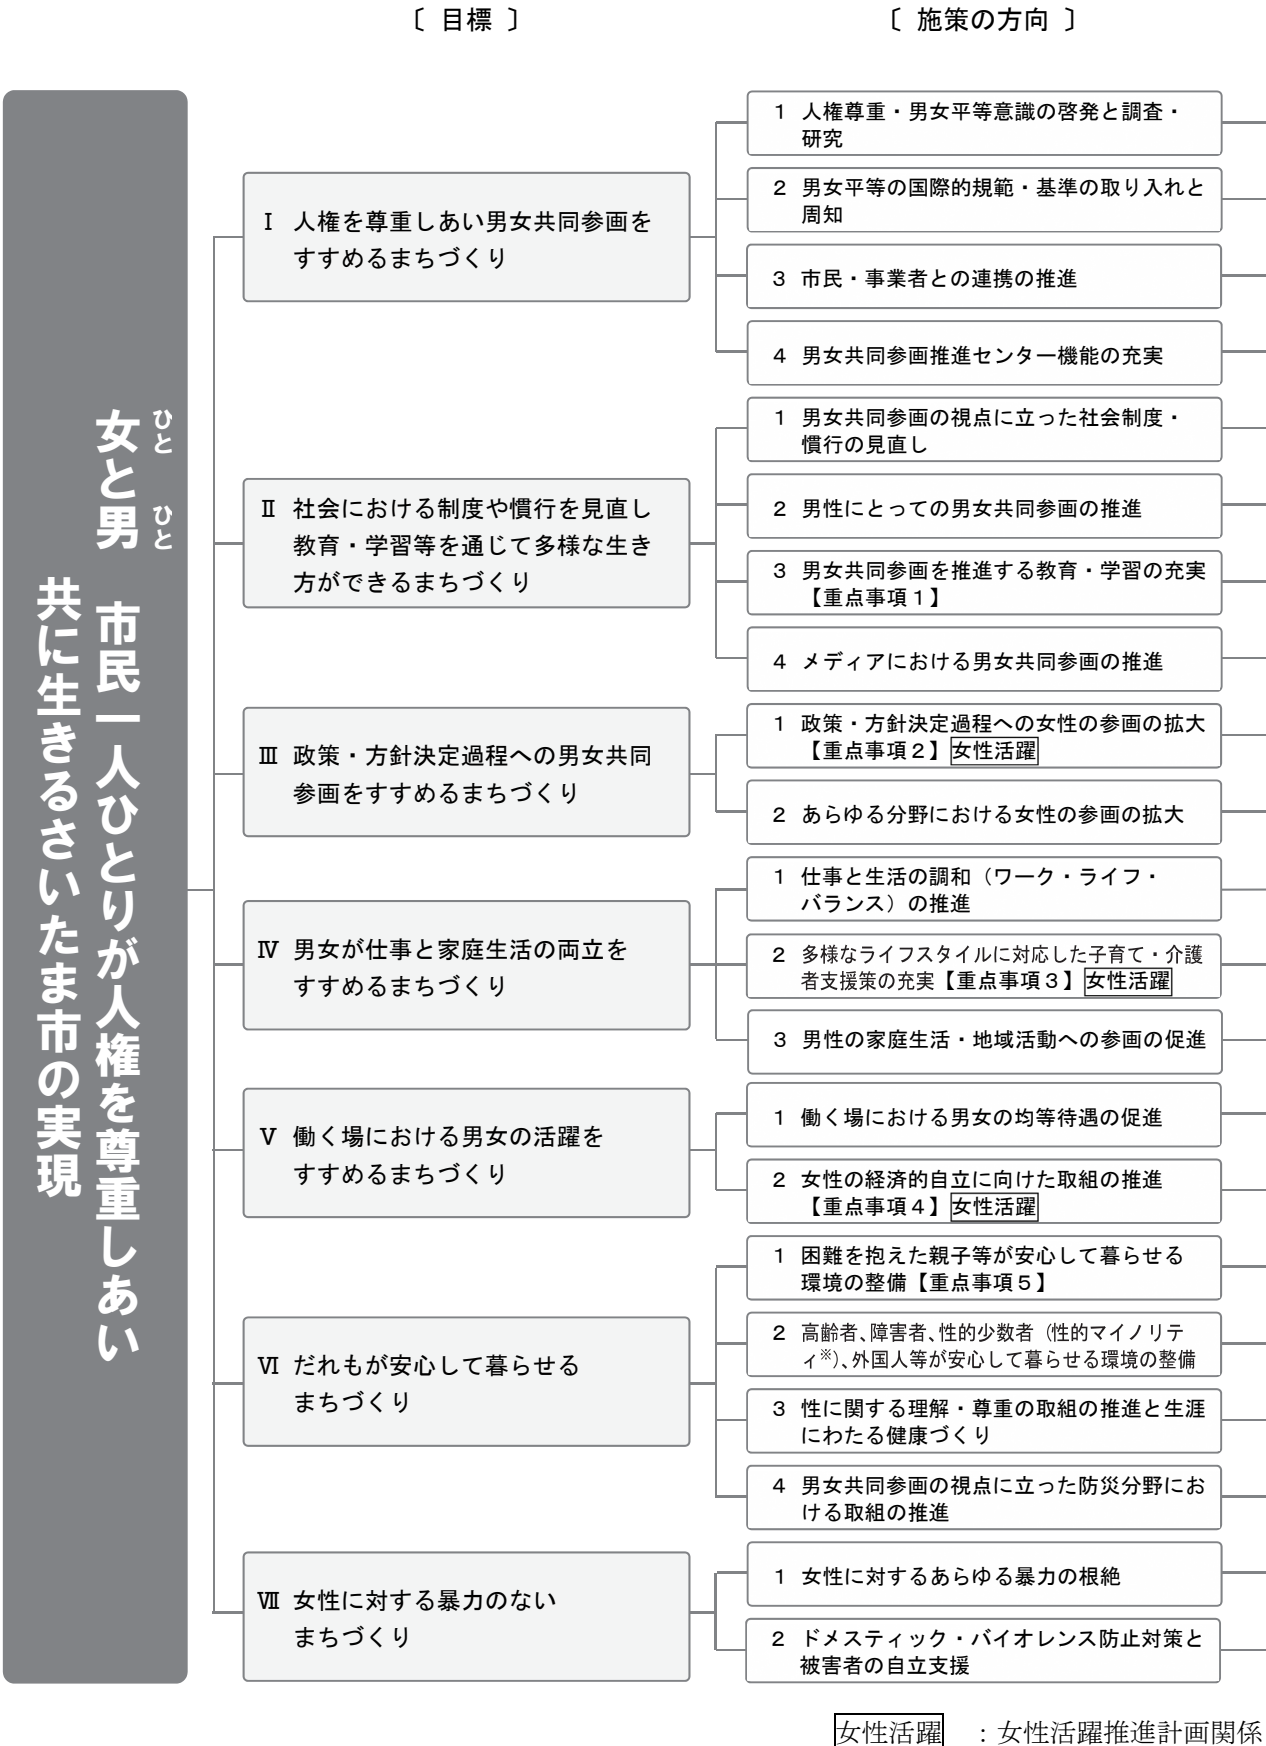 〔 目標 〕
〔 施策の方向 〕
女と男 市民一人ひとりが人権を尊重しあい
ひと ひと
共に生きるさいたま市の実現
Ⅰ 人権を尊重しあい男女共同参画を
すすめるまちづくり
1 人権尊重・男女平等意識の啓発と調査・
研究
2 男女平等の国際的規範・基準の取り入れと
周知
3 市民・事業者との連携の推進
4 男女共同参画推進センター機能の充実
Ⅱ 社会における制度や慣行を見直し
教育・学習等を通じて多様な生き
方ができるまちづくり
1 男女共同参画の視点に立った社会制度・
慣行の見直し
2 男性にとっての男女共同参画の推進
3 男女共同参画を推進する教育・学習の充実
【重点事項1】
4 メディアにおける男女共同参画の推進
Ⅲ 政策・方針決定過程への男女共同
参画をすすめるまちづくり
1 政策・方針決定過程への女性の参画の拡大
【重点事項2】女性活躍
2 あらゆる分野における女性の参画の拡大
Ⅳ 男女が仕事と家庭生活の両立を
すすめるまちづくり
1 仕事と生活の調和(ワーク・ライフ・
バランス)の推進
2 多様なライフスタイルに対応した子育て・介護
者支援策の充実【重点事項3】女性活躍
3 男性の家庭生活・地域活動への参画の促進
Ⅴ 働く場における男女の活躍を
すすめるまちづくり
1 働く場における男女の均等待遇の促進
2 女性の経済的自立に向けた取組の推進
【重点事項4】女性活躍
Ⅵ だれもが安心して暮らせる
まちづくり
1 困難を抱えた親子等が安心して暮らせる
環境の整備【重点事項5】
2 高齢者、障害者、性的少数者(性的マイノリテ
ィ※)、外国人等が安心して暮らせる環境の整備
3 性に関する理解・尊重の取組の推進と生涯
にわたる健康づくり
4 男女共同参画の視点に立った防災分野にお
ける取組の推進
Ⅶ 女性に対する暴力のない
まちづくり
1 女性に対するあらゆる暴力の根絶
2 ドメスティック・バイオレンス防止対策と
被害者の自立支援
女性活躍 :女性活躍推進計画関係